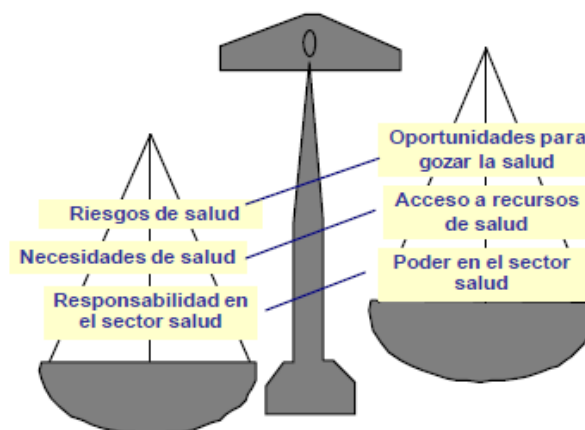 Oportunidades para
gozar la salud
Riesgos de salud
Acceso a recursos
de salud
Necesidades de salud
Poder en el sector
salud
Responsabilidad en
el sector salud